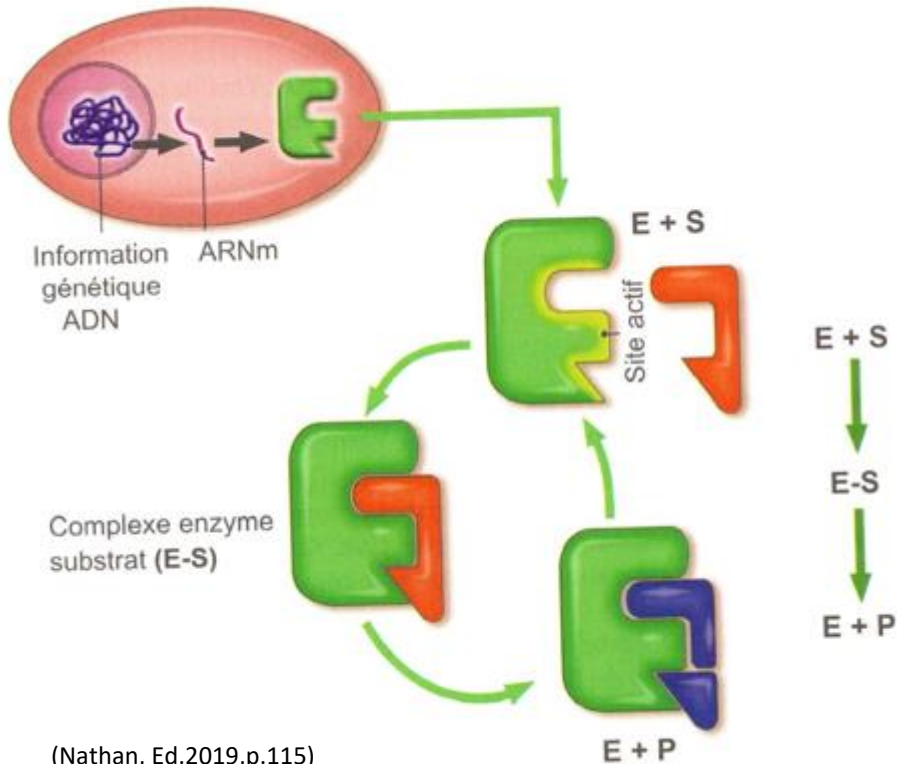 Information
génétique
ADN
ARNm
E + S
Site actif
E + S
E-S
E + P
Complexe enzyme
substrat (E-S)
E + P
(Nathan. Ed.2019.p.115)